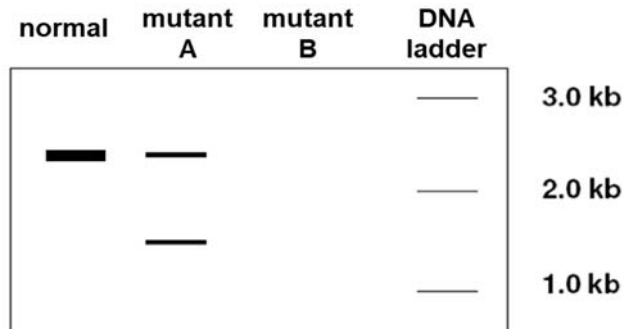 normal
mutant
A
mutant
B
DNA
ladder
3.0 kb
2.0 kb
1.0 kb